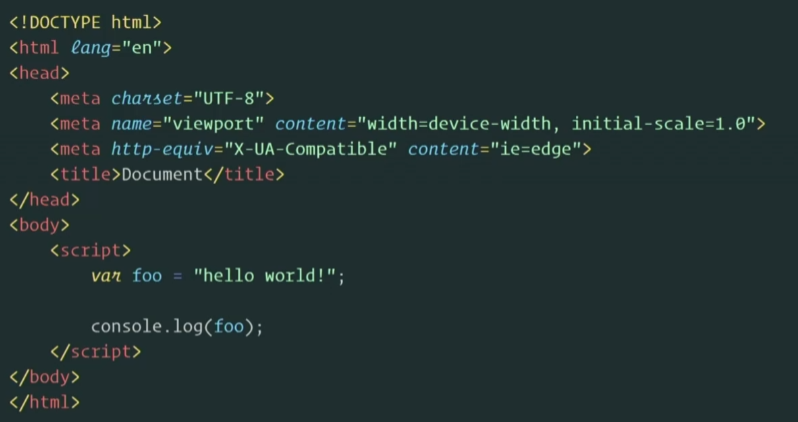 <!DOCTYPE html>
<html lang="en">
<head>
    <meta charset="UTF-8">
    <meta name="viewport" content="width=device-width, initial-scale=1.0">
    <meta http-equiv="X-UA-Compatible" content="ie=edge">
    <title>Document</title>
</head>
<body>
    <script>
        var foo = "hello world!";

        console.log(foo);
    </script>
</body>
</html>